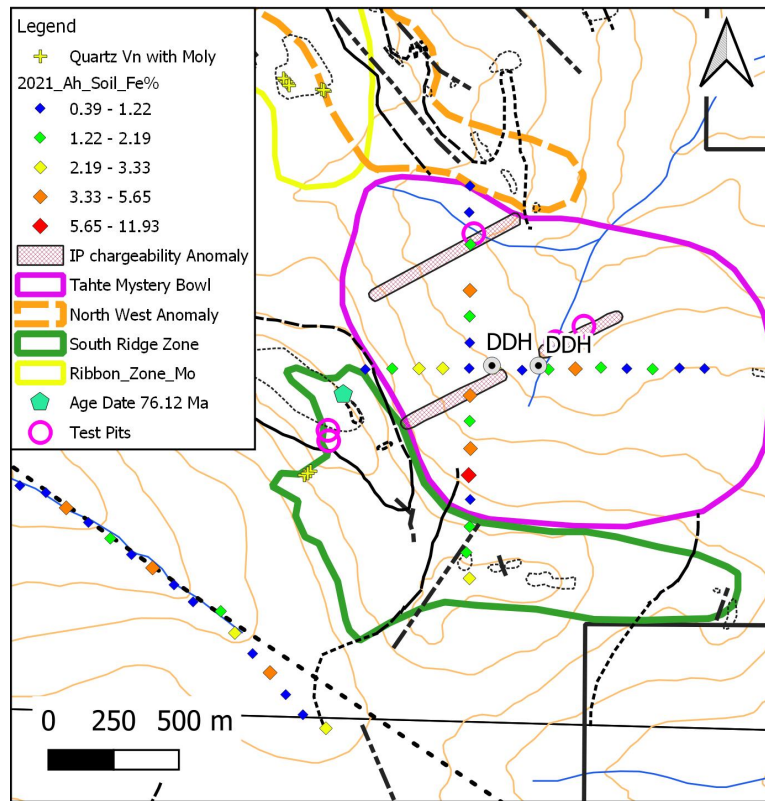 Legend
Quartz Vn with Moly
2021_Ah_Soil_Fe%
0.39 - 1.22
1.22 - 2.19
2.19 - 3.33
3.33 - 5.65
5.65 - 11.93
IP chargeability Anomaly
Tahte Mystery Bowl
North West Anomaly
South Ridge Zone
Ribbon_Zone_Mo
Age Date 76.12 Ma
Test Pits
DDH DDH
0 250 500 m